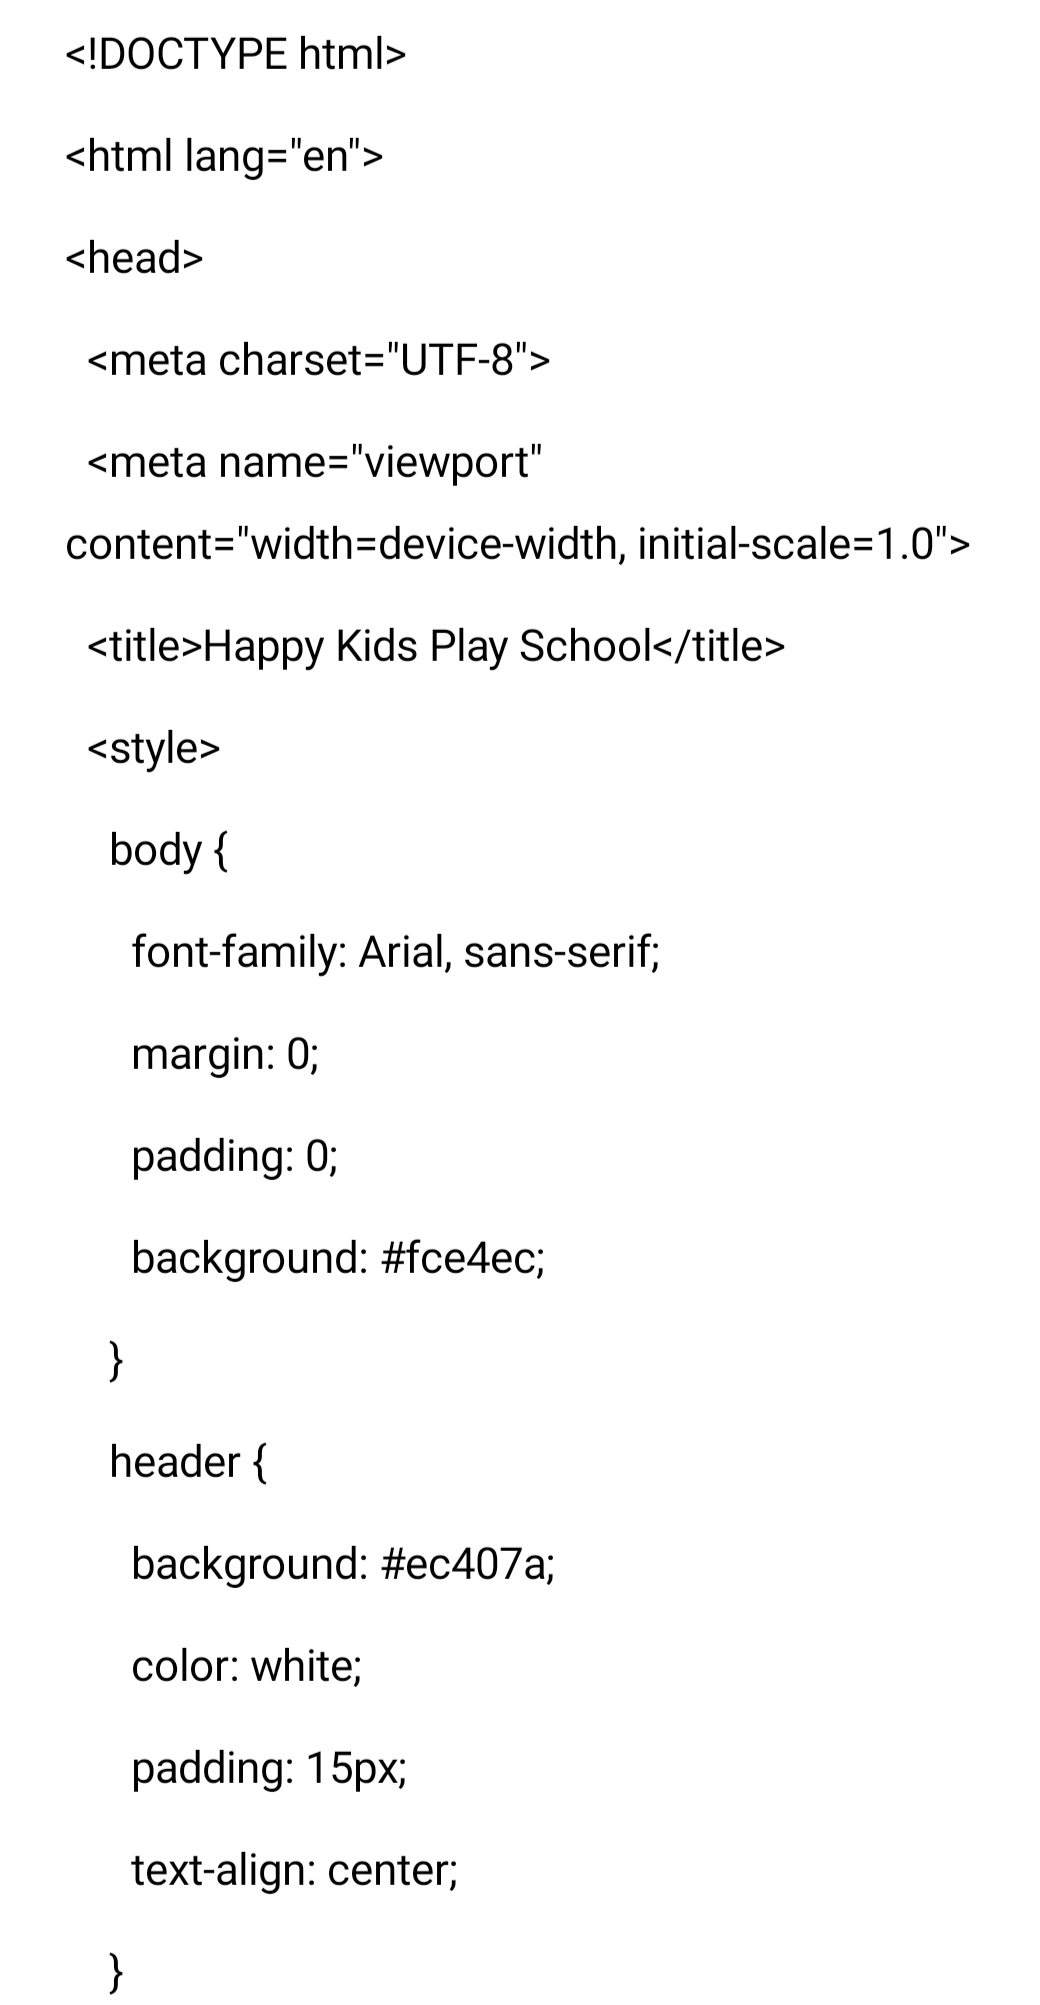 <!DOCTYPE html>
<html lang="en">
<head>
  <meta charset="UTF-8">
  <meta name="viewport"
content="width=device-width, initial-scale=1.0">
  <title>Happy Kids Play School</title>
  <style>
    body {
      font-family: Arial, sans-serif;
      margin: 0;
      padding: 0;
      background: #fce4ec;
    }
    header {
      background: #ec407a;
      color: white;
      padding: 15px;
      text-align: center;
    }